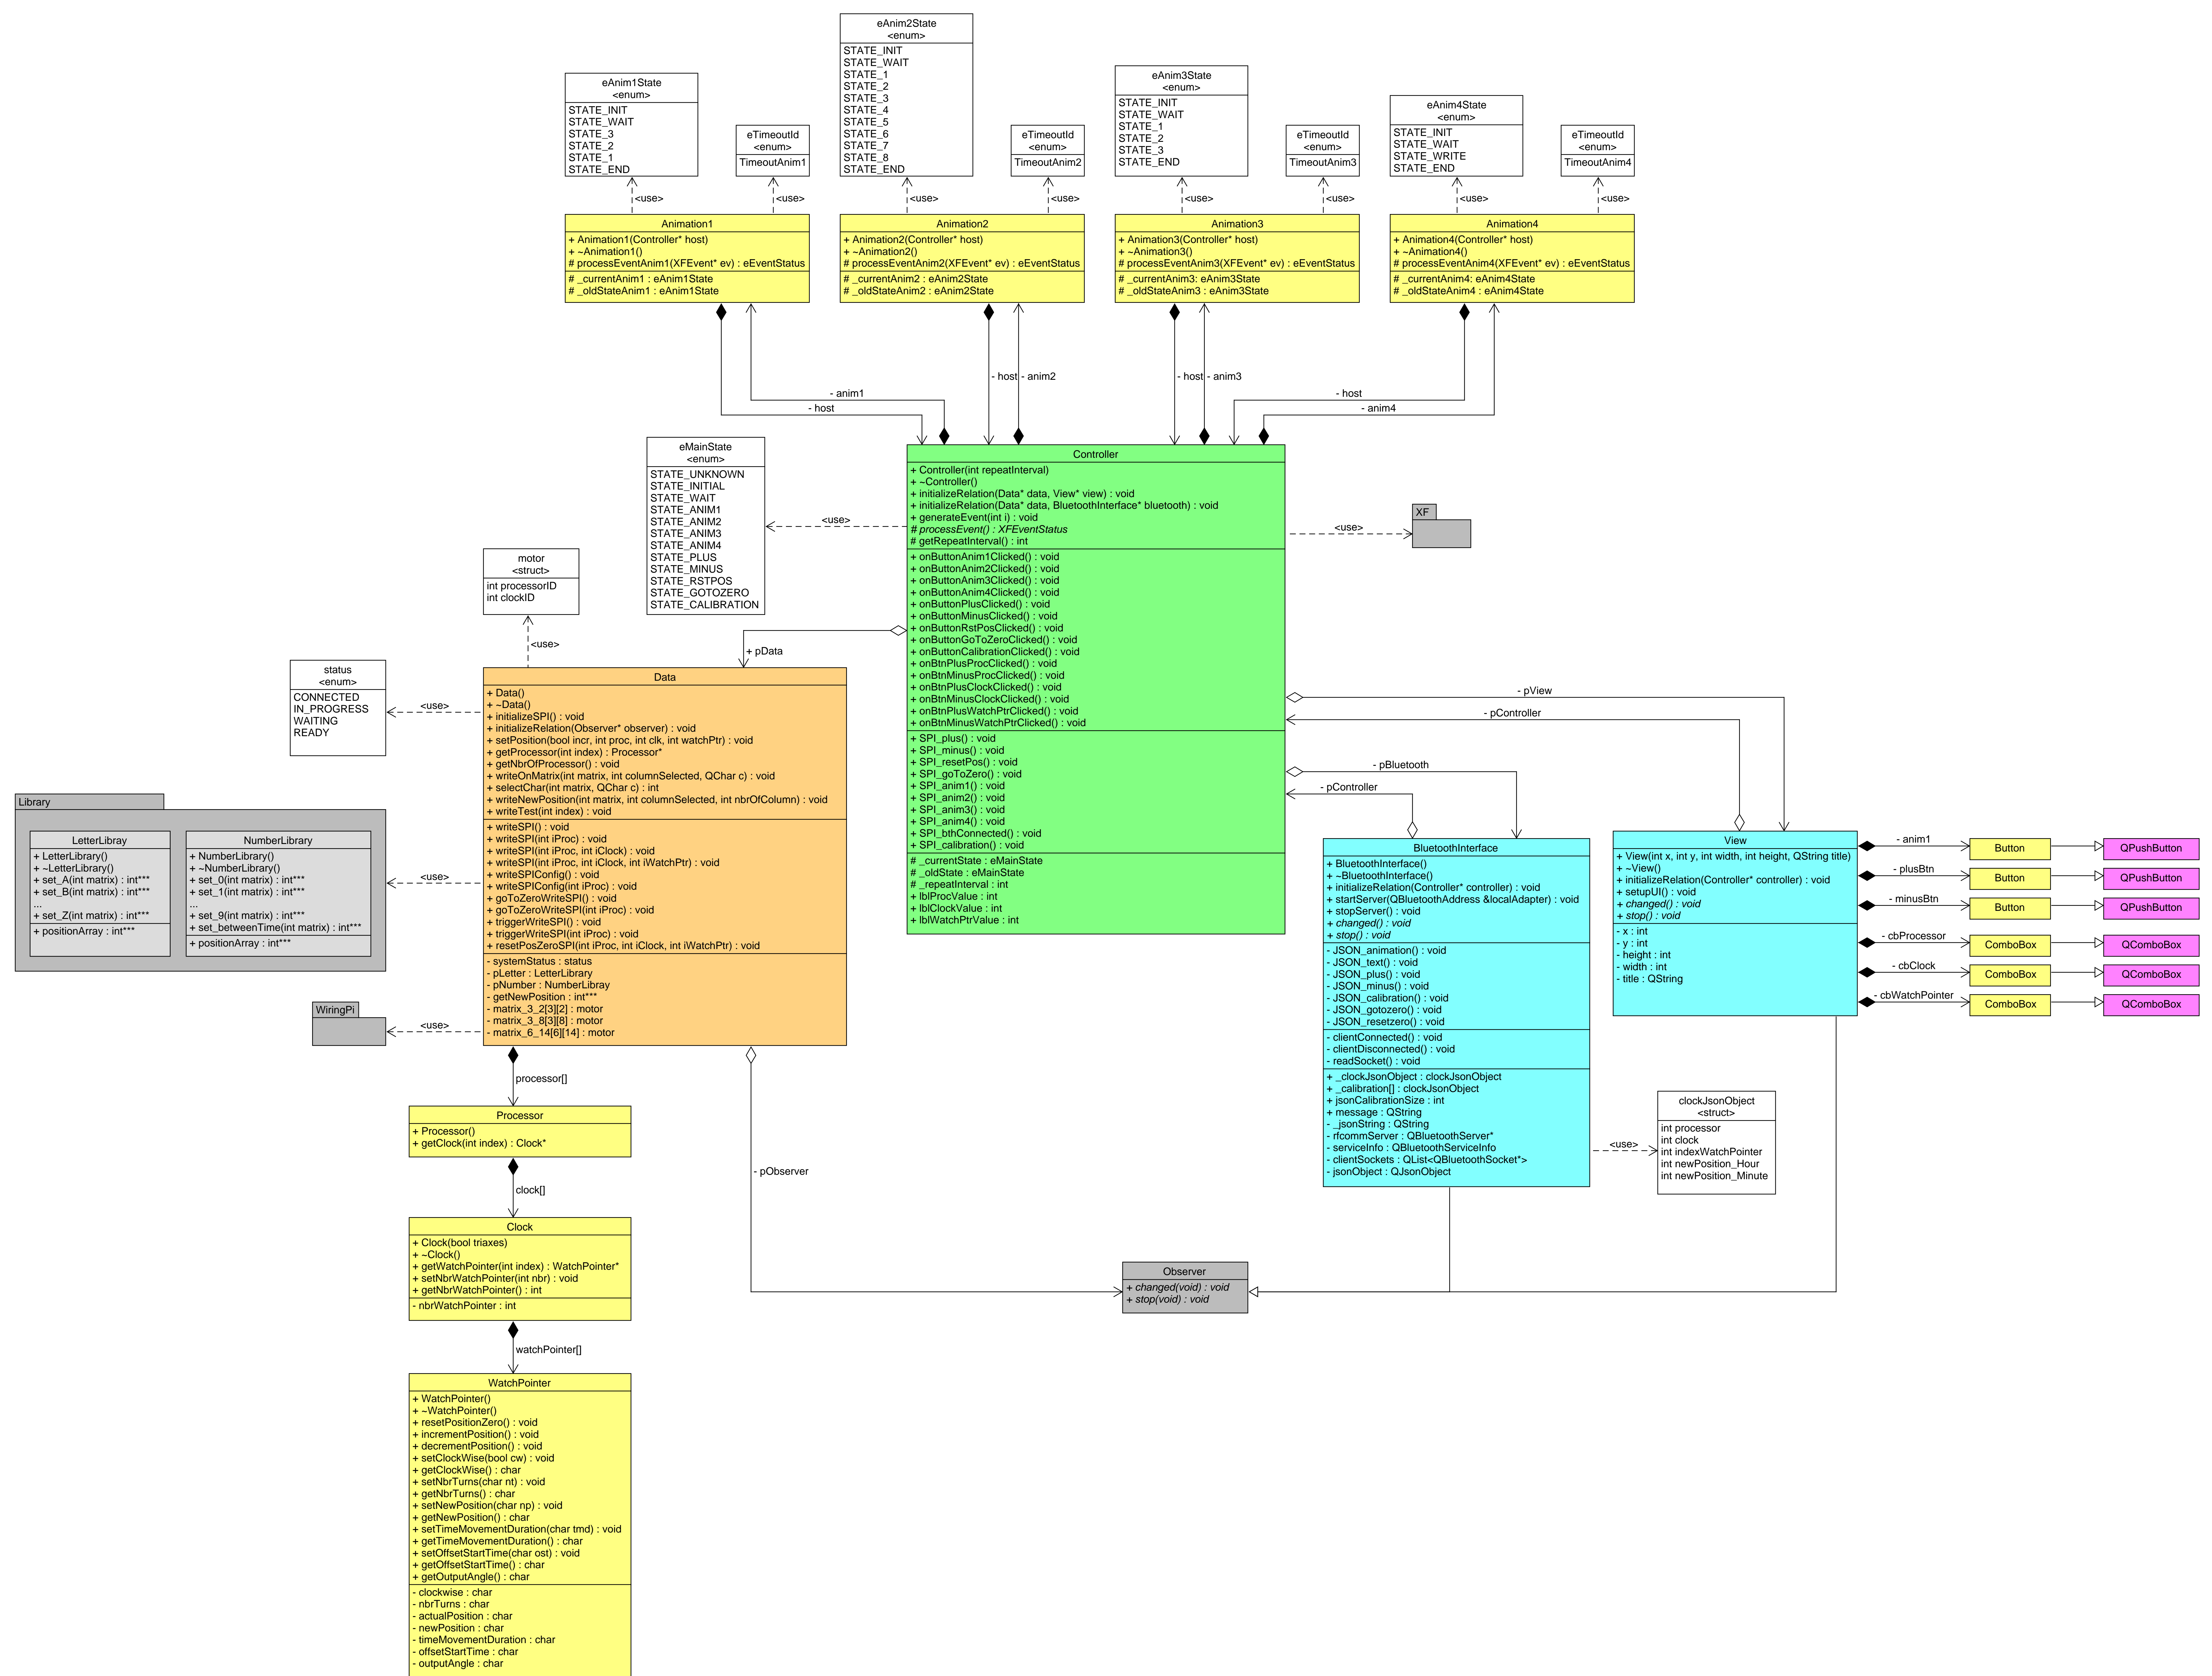 eAnim1State
<enum>
STATE_INIT
STATE_WAIT
STATE_3
STATE_2
STATE_1
STATE_END
eTimeoutId
<enum>
TimeoutAnim1
eAnim2State
<enum>
STATE_INIT
STATE_WAIT
STATE_1
STATE_2
STATE_3
STATE_4
STATE_5
STATE_6
STATE_7
STATE_8
STATE_END
eTimeoutId
<enum>
TimeoutAnim2
eAnim3State
<enum>
STATE_INIT
STATE_WAIT
STATE_1
STATE_2
STATE_3
STATE_END
eTimeoutId
<enum>
TimeoutAnim3
eAnim4State
<enum>
STATE_INIT
STATE_WAIT
STATE_WRITE
STATE_END
eTimeoutId
<enum>
TimeoutAnim4
<use>
<use>
<use>
<use>
<use>
<use>
<use>
<use>
Animation1
+ Animation1(Controller* host)
+ ~Animation1()
# processEventAnim1(XFEvent* ev) : eEventStatus
# _currentAnim1 : eAnim1State
# _oldStateAnim1 : eAnim1State
Animation2
+ Animation2(Controller* host)
+ ~Animation2()
# processEventAnim2(XFEvent* ev) : eEventStatus
# _currentAnim2 : eAnim2State
# _oldStateAnim2 : eAnim2State
Animation3
+ Animation3(Controller* host)
+ ~Animation3()
# processEventAnim3(XFEvent* ev) : eEventStatus
# _currentAnim3: eAnim3State
# _oldStateAnim3 : eAnim3State
Animation4
+ Animation4(Controller* host)
+ ~Animation4()
# processEventAnim4(XFEvent* ev) : eEventStatus
# _currentAnim4: eAnim4State
# _oldStateAnim4 : eAnim4State
- anim1
- host
- host
- anim2
- host
- anim3
- host
- anim4
eMainState
<enum>
STATE_UNKNOWN
STATE_INITIAL
STATE_WAIT
STATE_ANIM1
STATE_ANIM2
STATE_ANIM3
STATE_ANIM4
STATE_PLUS
STATE_MINUS
STATE_RSTPOS
STATE_GOTOZERO
STATE_CALIBRATION
<use>
Controller
+ Controller(int repeatInterval)
+ ~Controller()
+ initializeRelation(Data* data, View* view) : void
+ initializeRelation(Data* data, BluetoothInterface* bluetooth) : void
+ generateEvent(int i) : void
# processEvent() : XFEventStatus
# getRepeatInterval() : int
+ onButtonAnim1Clicked() : void
+ onButtonAnim2Clicked() : void
+ onButtonAnim3Clicked() : void
+ onButtonAnim4Clicked() : void
+ onButtonPlusClicked() : void
+ onButtonMinusClicked() : void
+ onButtonRstPosClicked() : void
+ onButtonGoToZeroClicked() : void
+ onButtonCalibrationClicked() : void
+ onBtnPlusProcClicked() : void
+ onBtnMinusProcClicked() : void
+ onBtnPlusClockClicked() : void
+ onBtnMinusClockClicked() : void
+ onBtnPlusWatchPtrClicked() : void
+ onBtnMinusWatchPtrClicked() : void
+ SPI_plus() : void
+ SPI_minus() : void
+ SPI_resetPos() : void
+ SPI_goToZero() : void
+ SPI_anim1() : void
+ SPI_anim2() : void
+ SPI_anim3() : void
+ SPI_anim4() : void
+ SPI_bthConnected() : void
+ SPI_calibration() : void
# _currentState : eMainState
# _oldState : eMainState
# _repeatInterval : int
+ lblProcValue : int
+ lblClockValue : int
+ lblWatchPtrValue : int
<use>
XF
motor
<struct>
int processorID
int clockID
<use>
+ pData
status
<enum>
CONNECTED
IN_PROGRESS
WAITING
READY
<use>
Data
+ Data()
+ ~Data()
+ initializeSPI() : void
+ initializeRelation(Observer* observer) : void
+ setPosition(bool incr, int proc, int clk, int watchPtr) : void
+ getProcessor(int index) : Processor*
+ getNbrOfProcessor() : void
+ writeOnMatrix(int matrix, int columnSelected, QChar c) : void
+ selectChar(int matrix, QChar c) : int
+ writeNewPosition(int matrix, int columnSelected, int nbrOfColumn) : void
+ writeTest(int index) : void
+ writeSPI() : void
+ writeSPI(int iProc) : void
+ writeSPI(int iProc, int iClock) : void
+ writeSPI(int iProc, int iClock, int iWatchPtr) : void
+ writeSPIConfig() : void
+ writeSPIConfig(int iProc) : void
+ goToZeroWriteSPI() : void
+ goToZeroWriteSPI(int iProc) : void
+ triggerWriteSPI() : void
+ triggerWriteSPI(int iProc) : void
+ resetPosZeroSPI(int iProc, int iClock, int iWatchPtr) : void
- systemStatus : status
- pLetter : LetterLibrary
- pNumber : NumberLibray
- getNewPosition : int***
- matrix_3_2[3][2] : motor
- matrix_3_8[3][8] : motor
- matrix_6_14[6][14] : motor
Library
LetterLibray
+ LetterLibrary()
+ ~LetterLibrary()
+ set_A(int matrix) : int***
+ set_B(int matrix) : int***
...
+ set_Z(int matrix) : int***
+ positionArray : int***
NumberLibrary
+ NumberLibrary()
+ ~NumberLibrary()
+ set_0(int matrix) : int***
+ set_1(int matrix) : int***
...
+ set_9(int matrix) : int***
+ set_betweenTime(int matrix) : int***
+ positionArray : int***
<use>
WiringPi
<use>
- pView
- pController
- pBluetooth
- pController
BluetoothInterface
+ BluetoothInterface()
+ ~BluetoothInterface()
+ initializeRelation(Controller* controller) : void
+ startServer(QBluetoothAddress &localAdapter) : void
+ stopServer() : void
+ changed() : void
+ stop() : void
- JSON_animation() : void
- JSON_text() : void
- JSON_plus() : void
- JSON_minus() : void
- JSON_calibration() : void
- JSON_gotozero() : void
- JSON_resetzero() : void
- clientConnected() : void
- clientDisconnected() : void
- readSocket() : void
+ _clockJsonObject : clockJsonObject
+ _calibration[] : clockJsonObject
+ jsonCalibrationSize : int
+ message : QString
- _jsonString : QString
- rfcommServer : QBluetoothServer*
- serviceInfo : QBluetoothServiceInfo
- clientSockets : QList<QBluetoothSocket*>
- jsonObject : QJsonObject
View
+ View(int x, int y, int width, int height, QString title)
+ ~View()
+ initializeRelation(Controller* controller) : void
+ setupUI() : void
+ changed() : void
+ stop() : void
- x : int
- y : int
- height : int
- width : int
- title : QString
- anim1
Button
QPushButton
- plusBtn
Button
QPushButton
- minusBtn
Button
QPushButton
- cbProcessor
ComboBox
QComboBox
- cbClock
ComboBox
QComboBox
- cbWatchPointer
ComboBox
QComboBox
<use>
clockJsonObject
<struct>
int processor
int clock
int indexWatchPointer
int newPosition_Hour
int newPosition_Minute
processor[]
Processor
+ Processor()
+ getClock(int index) : Clock*
- pObserver
clock[]
Clock
+ Clock(bool triaxes)
+ ~Clock()
+ getWatchPointer(int index) : WatchPointer*
+ setNbrWatchPointer(int nbr) : void
+ getNbrWatchPointer() : int
- nbrWatchPointer : int
Observer
+ changed(void) : void
+ stop(void) : void
watchPointer[]
WatchPointer
+ WatchPointer()
+ ~WatchPointer()
+ resetPositionZero() : void
+ incrementPosition() : void
+ decrementPosition() : void
+ setClockWise(bool cw) : void
+ getClockWise() : char
+ setNbrTurns(char nt) : void
+ getNbrTurns() : char
+ setNewPosition(char np) : void
+ getNewPosition() : char
+ setTimeMovementDuration(char tmd) : void
+ getTimeMovementDuration() : char
+ setOffsetStartTime(char ost) : void
+ getOffsetStartTime() : char
+ getOutputAngle() : char
- clockwise : char
- nbrTurns : char
- actualPosition : char
- newPosition : char
- timeMovementDuration : char
- offsetStartTime : char
- outputAngle : char